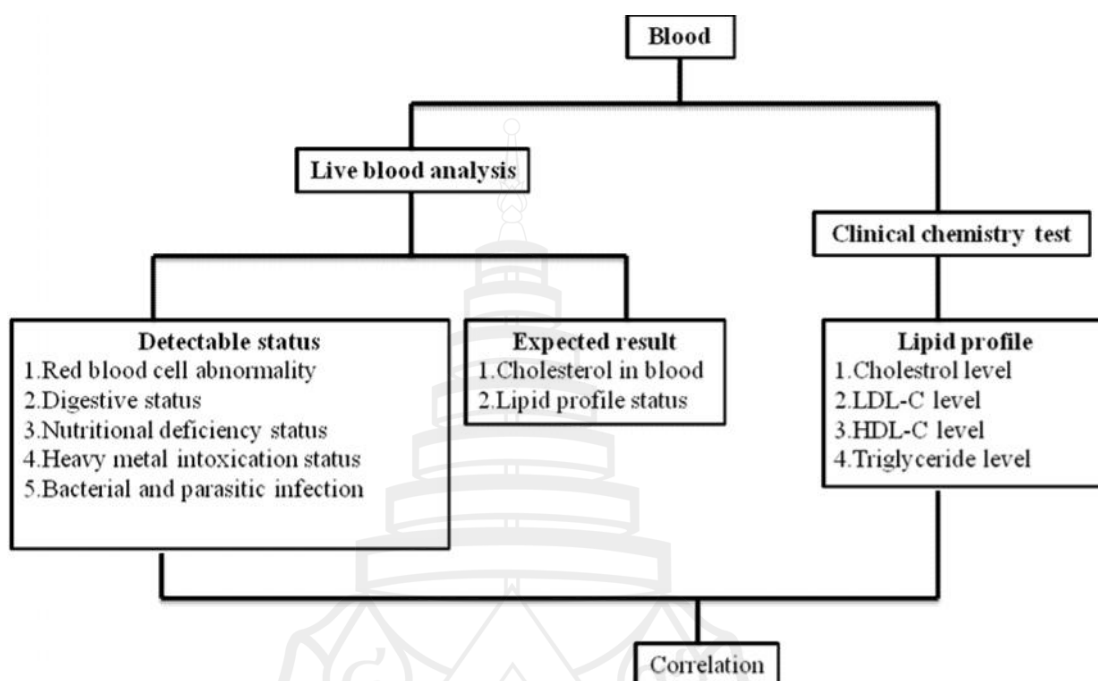 Blood
Live blood analysis
Clinical chemistry test
Detectable status
1.Red blood cell abnormality
2.Digestive status
3.Nutritional deficiency status
4.Heavy metal intoxication status
5.Bacterial and parasitic infection
Expected result
1.Cholesterol in blood
2.Lipid profile status
Lipid profile
1.Cholestrol level
2.LDL-C level
3.HDL-C level
4.Triglyceride level
Correlation